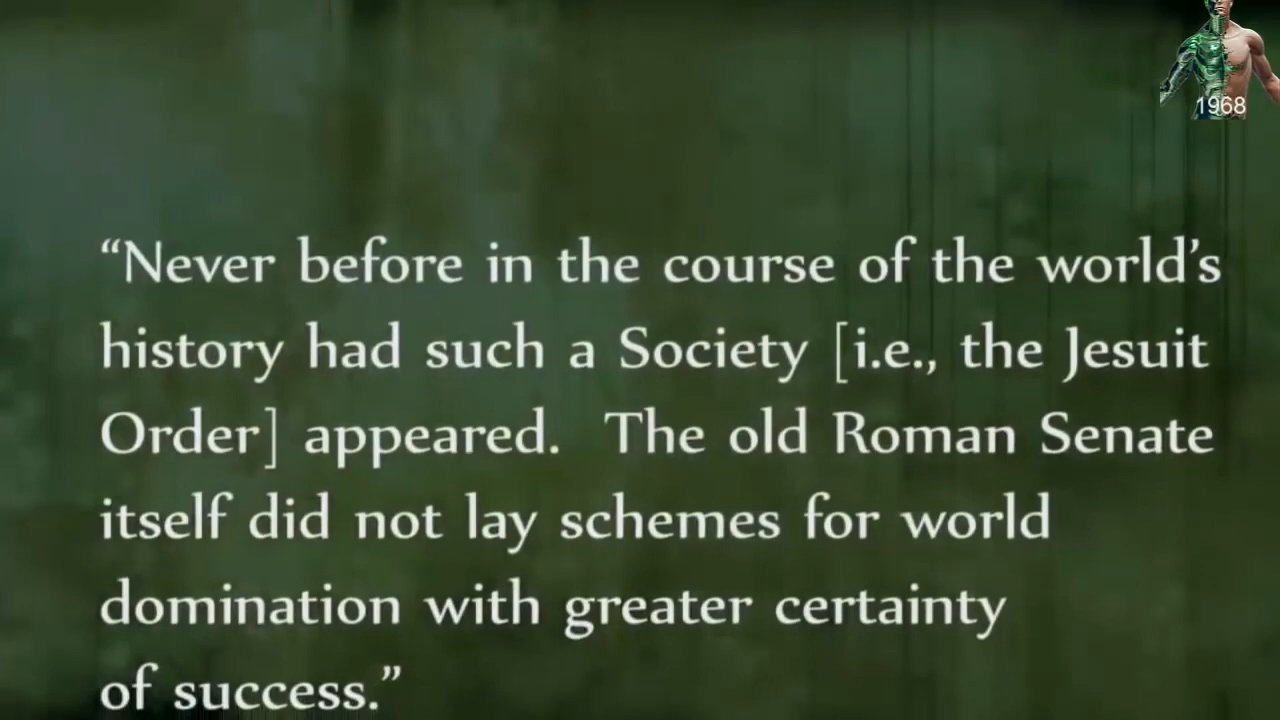 1968
“Never before in the course of the world’s
history had such a Society [i.e., the Jesuit
Order] appeared.  The old Roman Senate
itself did not lay schemes for world
domination with greater certainty
of success.”